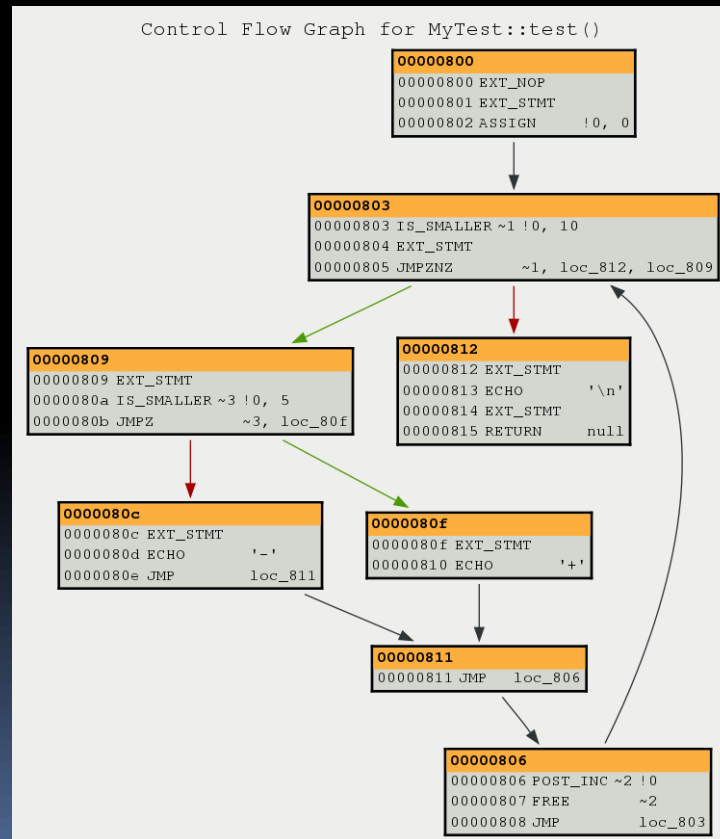 Control Flow Graph for MyTest::test()
00000800
00000800 EXT_NOP
00000801 EXT_STMT
00000802 ASSIGN !0, 0
00000803
00000803 IS_SMALLER ~1 !0, 10
00000804 EXT_STMT
00000805 JMPZNZ ~1, loc_812, loc_809
00000809
00000809 EXT_STMT
0000080a IS_SMALLER ~3 !0, 5
0000080b JMPZ ~3, loc_80f
00000812
00000812 EXT_STMT
00000813 ECHO '\n'
00000814 EXT_STMT
00000815 RETURN null
0000080c
0000080c EXT_STMT
0000080d ECHO '-'
0000080e JMP loc_811
0000080f
0000080f EXT_STMT
00000810 ECHO '+'
00000811
00000811 JMP loc_806
00000806
00000806 POST_INC ~2 !0
00000807 FREE ~2
00000808 JMP loc_803